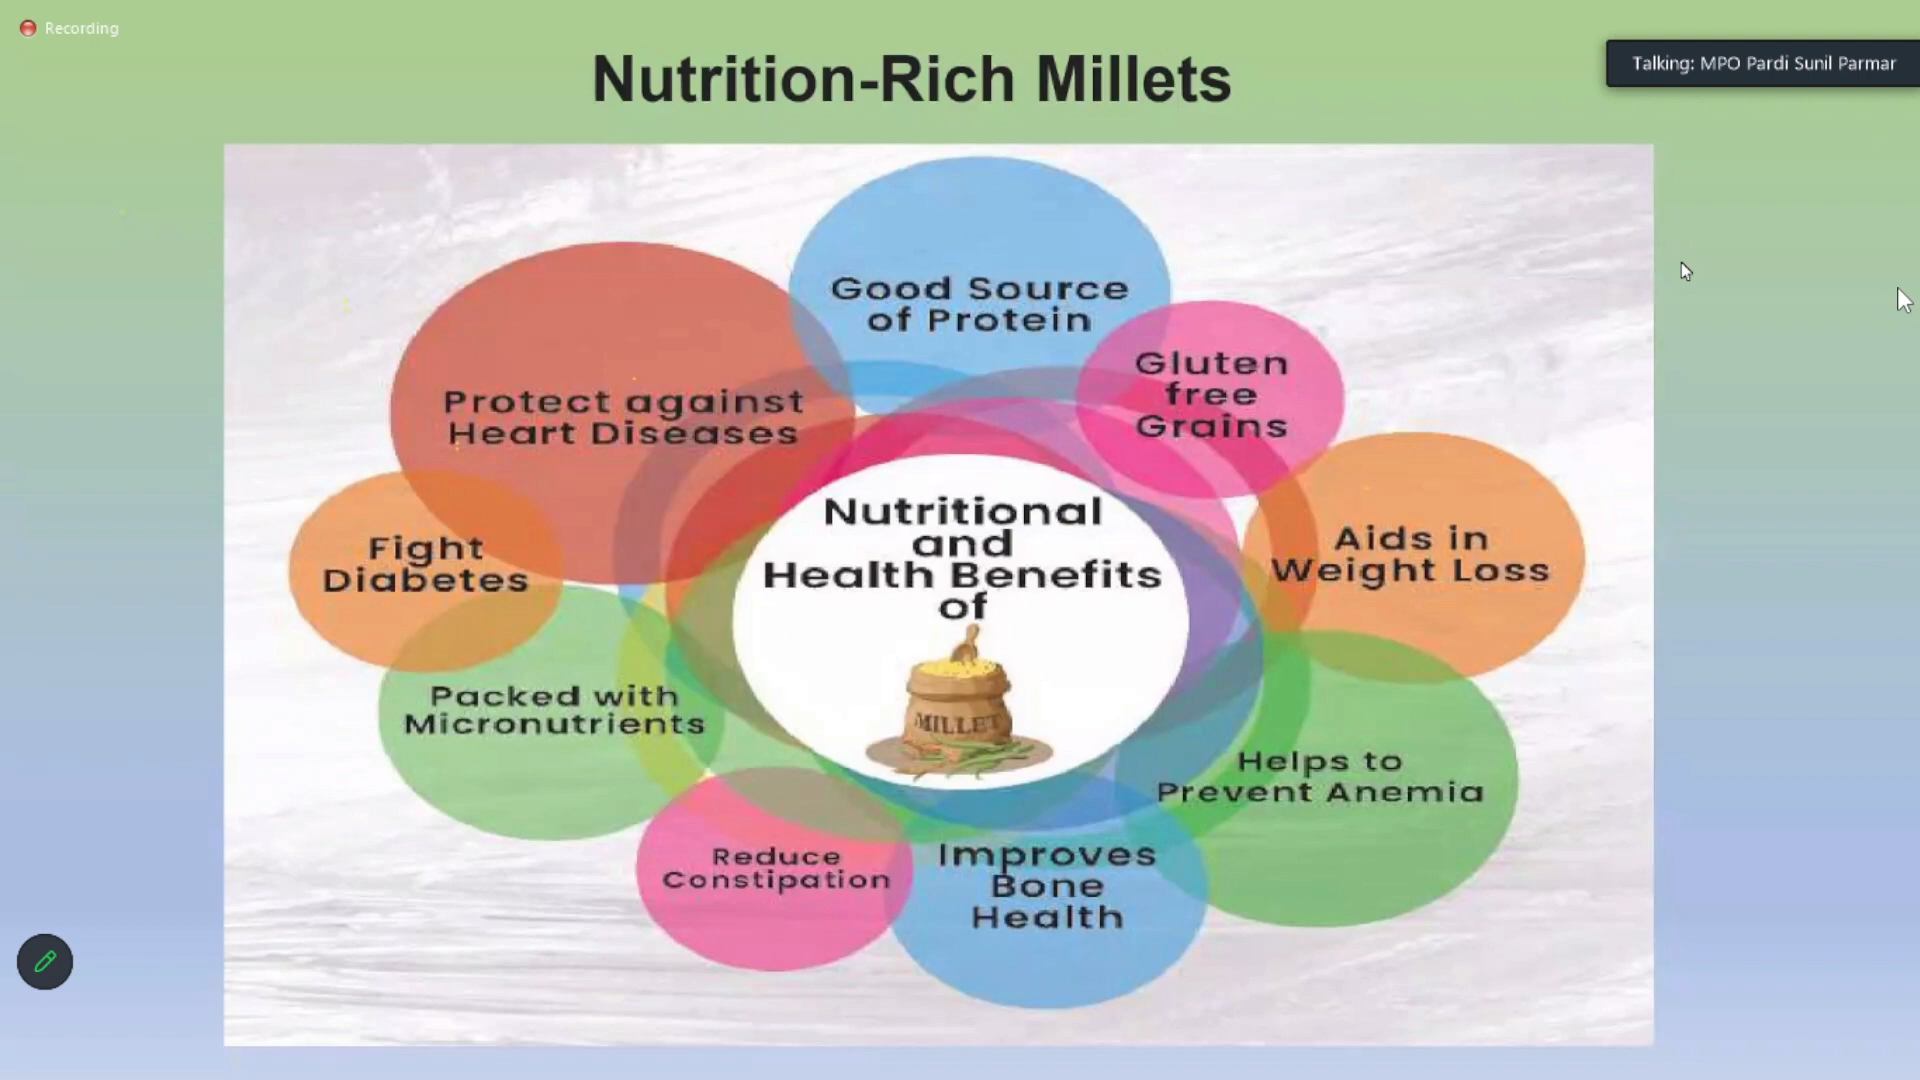 Recording
Nutrition-Rich Millets
Talking: MPO Pardi Sunil Parmar
Good Source
of Protein
Gluten
free
Grains
Protect against
Heart Diseases
Aids in
Weight Loss
Fight
Diabetes
Nutritional
and
Health Benefits
of
MILLET
Packed with
Micronutrients
Helps to
Prevent Anemia
Reduce
Constipation
Improves
Bone
Health